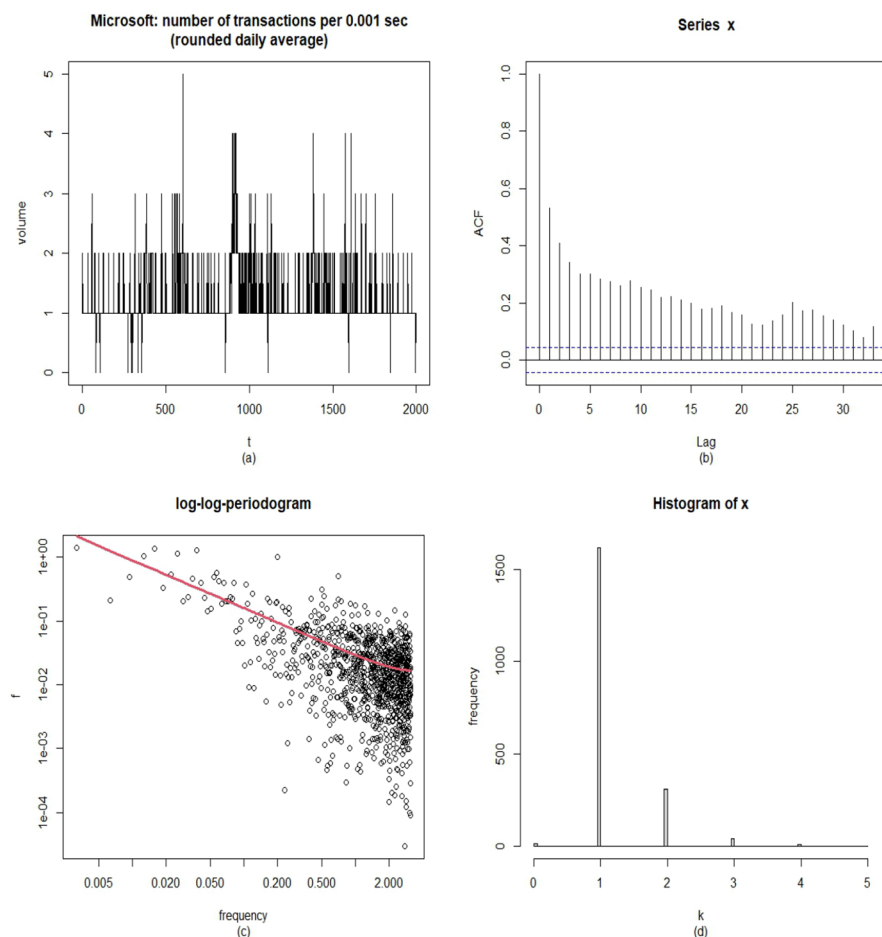 Microsoft: number of transactions per 0.001 sec
(rounded daily average)
volume
5
4
3
2
1
0
0 500 1000 1500 2000
t
(a)
Series x
ACF
1.0
0.8
0.6
0.4
0.2
0.0
0 5 10 15 20 25 30
Lag
(b)
log-log-periodogram
f
1e+00
1e-01
1e-02
1e-03
1e-04
0.005 0.020 0.050 0.200 0.500 2.000
frequency
(c)
Histogram of x
frequency
1500
1000
500
0
0 1 2 3 4 5
k
(d)